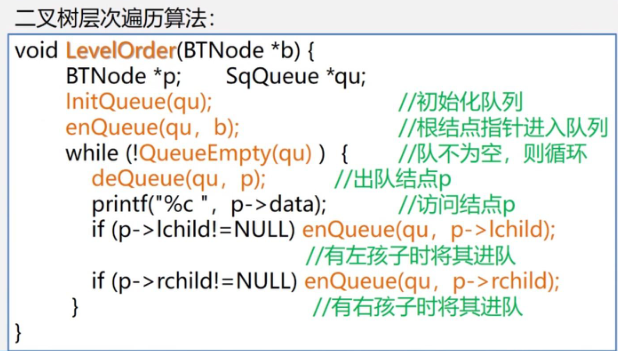 二叉树层次遍历算法：
void LevelOrder(BTNode *b) {
BTNode *p; SqQueue *qu;
InitQueue(qu); //初始化队列
enQueue(qu，b); //根结点指针进入队列
while (!QueueEmpty(qu) ) { //队不为空，则循环
deQueue(qu，p); //出队结点p
printf("%c "，p->data); //访问结点p
if (p->lchild!=NULL) enQueue(qu，p->lchild);
//有左孩子时将其进队
if (p->rchild!=NULL) enQueue(qu，p->rchild);
} //有右孩子时将其进队
}